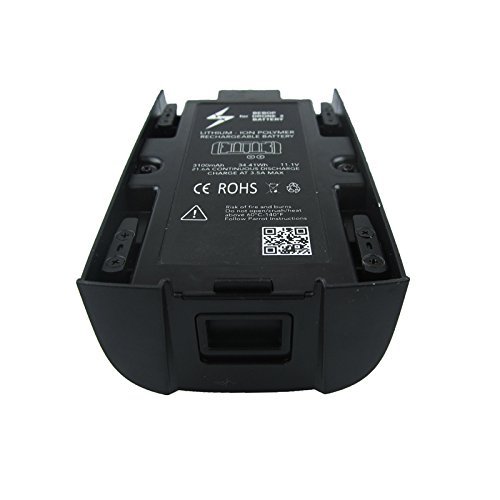 for BEBOP
DRONE 2
BATTERY
LITHIUM - ION POLYMER
RECHARGEABLE BATTERY
3100mAh 34.41Wh 11.1V
21.6A CONTINUOUS DISCHARGE
CHARGE AT 3.5A MAX
CE ROHS
Risk of fire and burns
Do not open/crush/heat
above 60°C-140°F
Follow Parrot Instructions